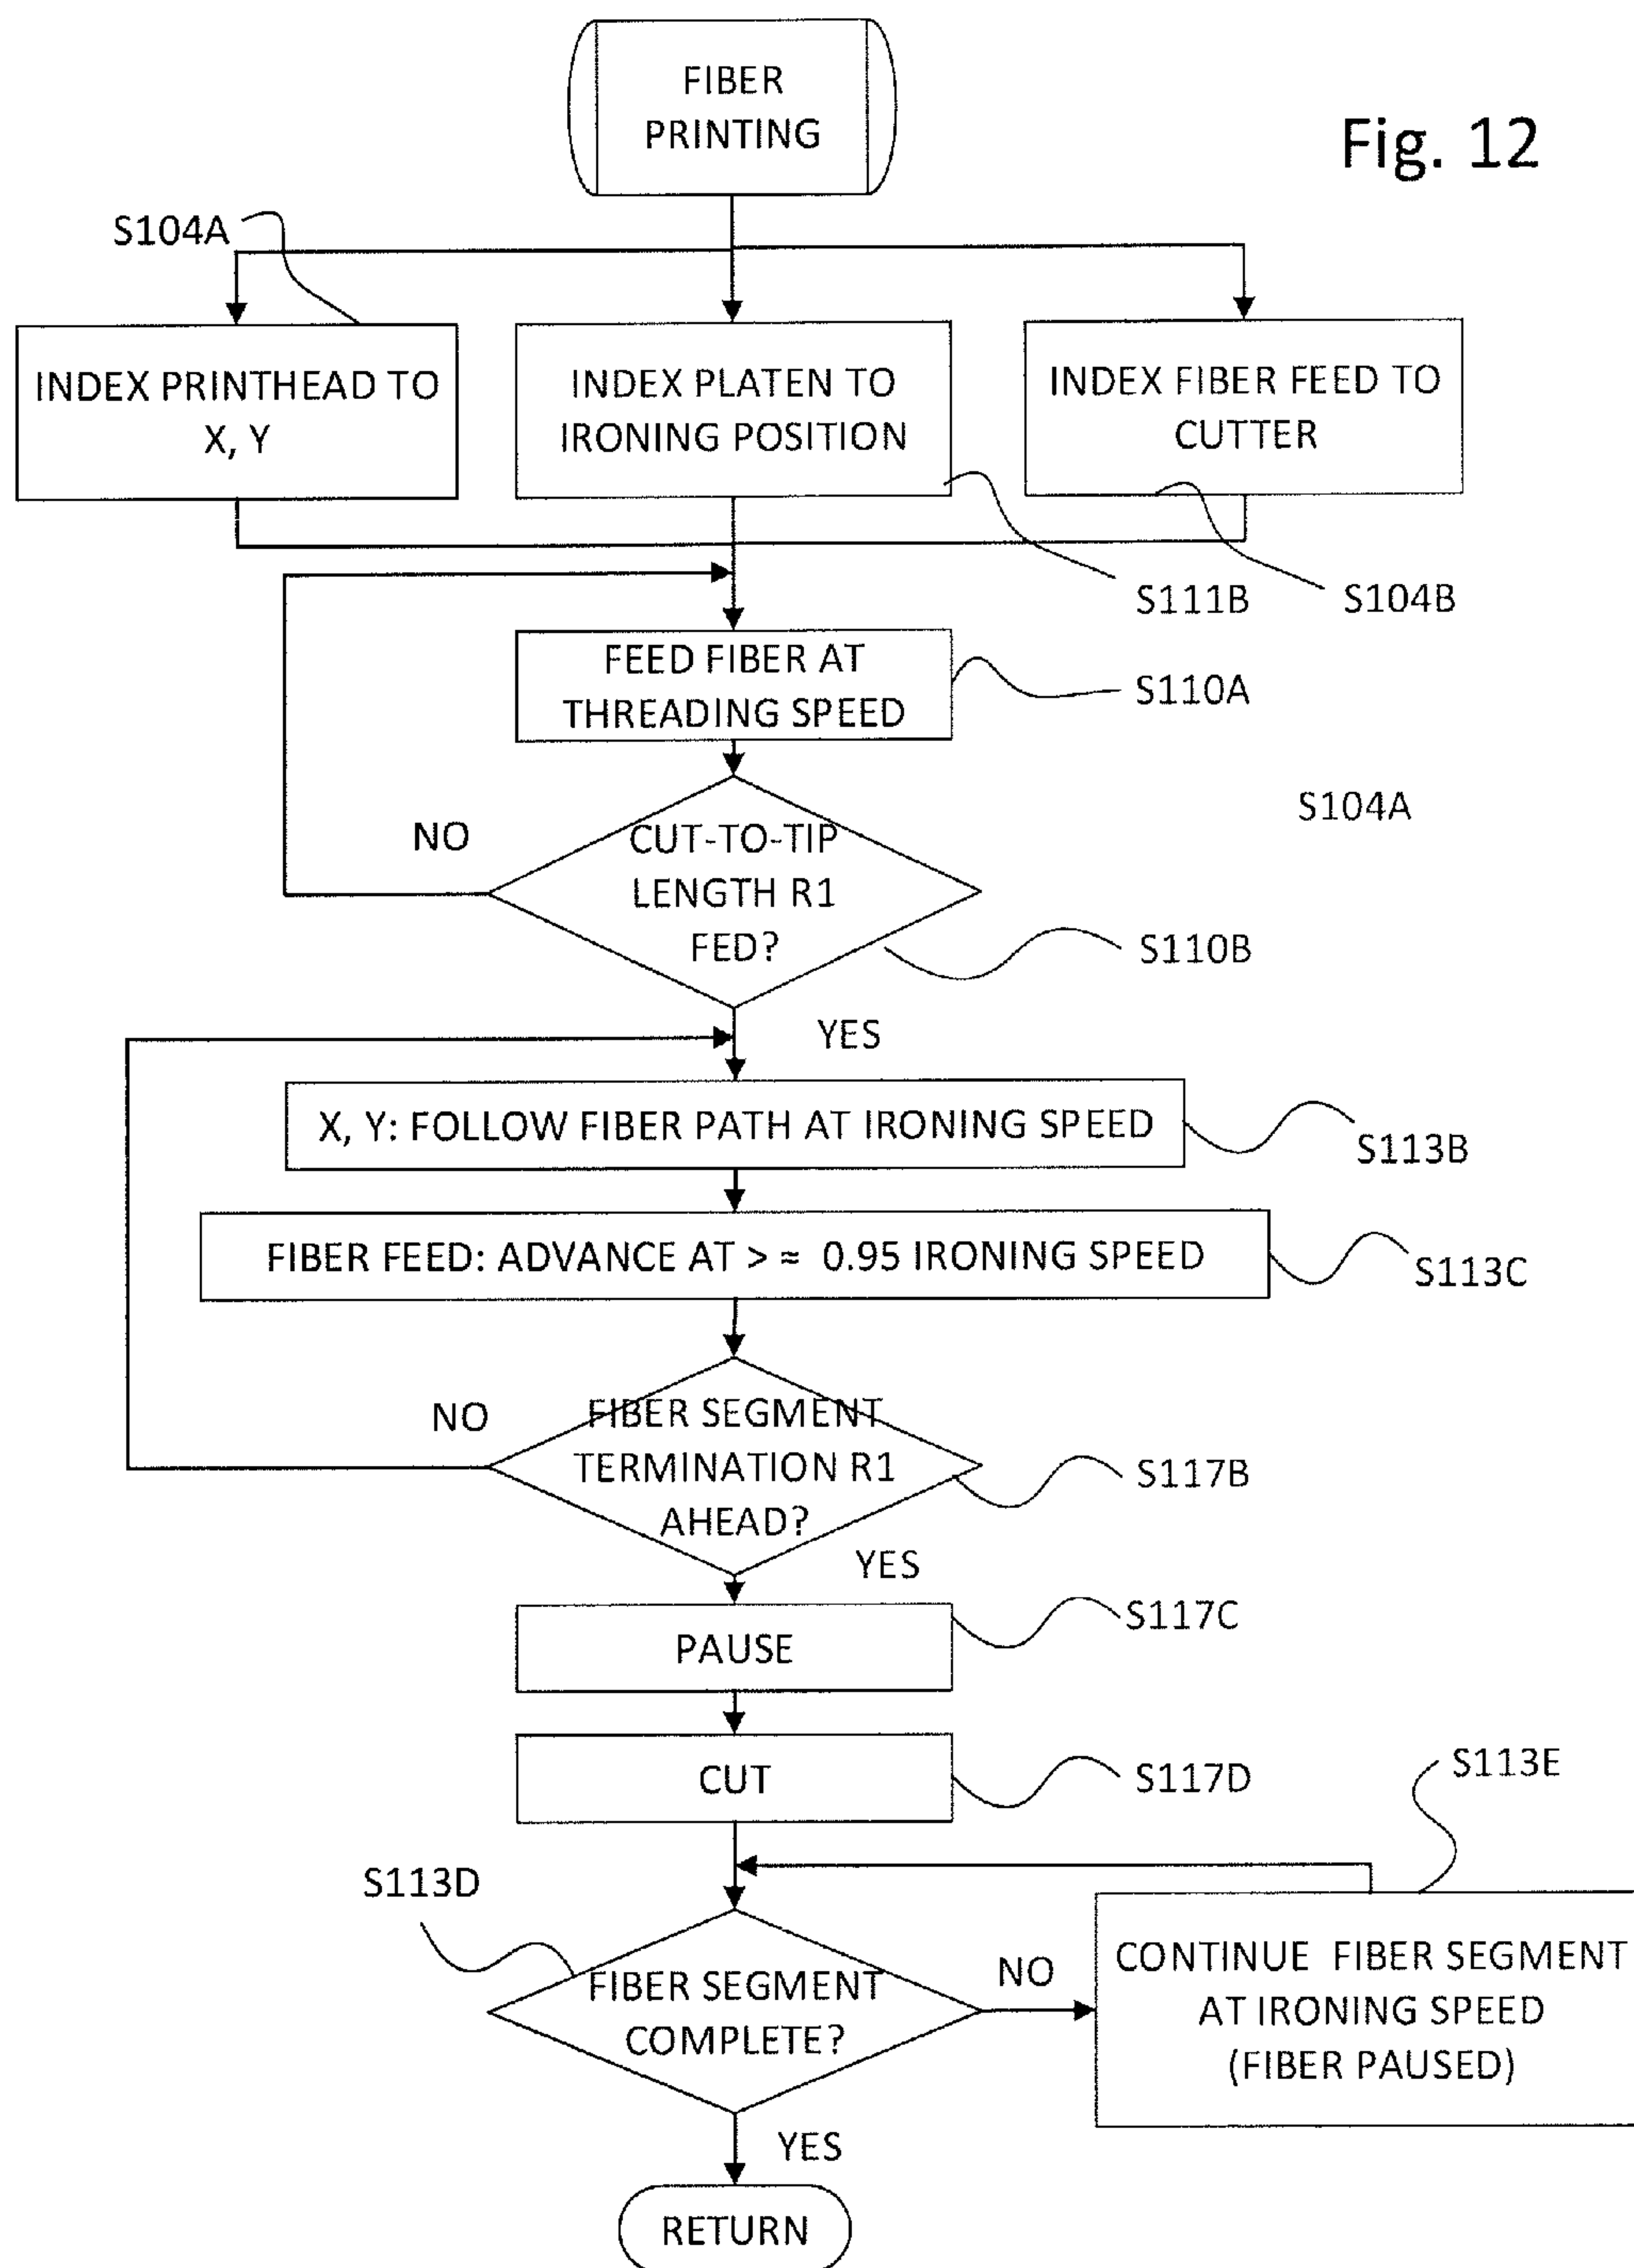 FIBER
PRINTING
Fig. 12
S104A
INDEX PRINTHEAD TO
X, Y
INDEX PLATEN TO
IRONING POSITION
INDEX FIBER FEED TO
CUTTER
S111B
S104B
FEED FIBER AT
THREADING SPEED
S110A
S104A
NO
CUT-TO-TIP
LENGTH R1
FED?
S110B
YES
X, Y: FOLLOW FIBER PATH AT IRONING SPEED
S113B
FIBER FEED: ADVANCE AT > ≈ 0.95 IRONING SPEED
S113C
NO
FIBER SEGMENT
TERMINATION R1
AHEAD?
S117B
YES
PAUSE
S117C
CUT
S117D
S113E
S113D
FIBER SEGMENT
COMPLETE?
NO
CONTINUE FIBER SEGMENT
AT IRONING SPEED
(FIBER PAUSED)
YES
RETURN